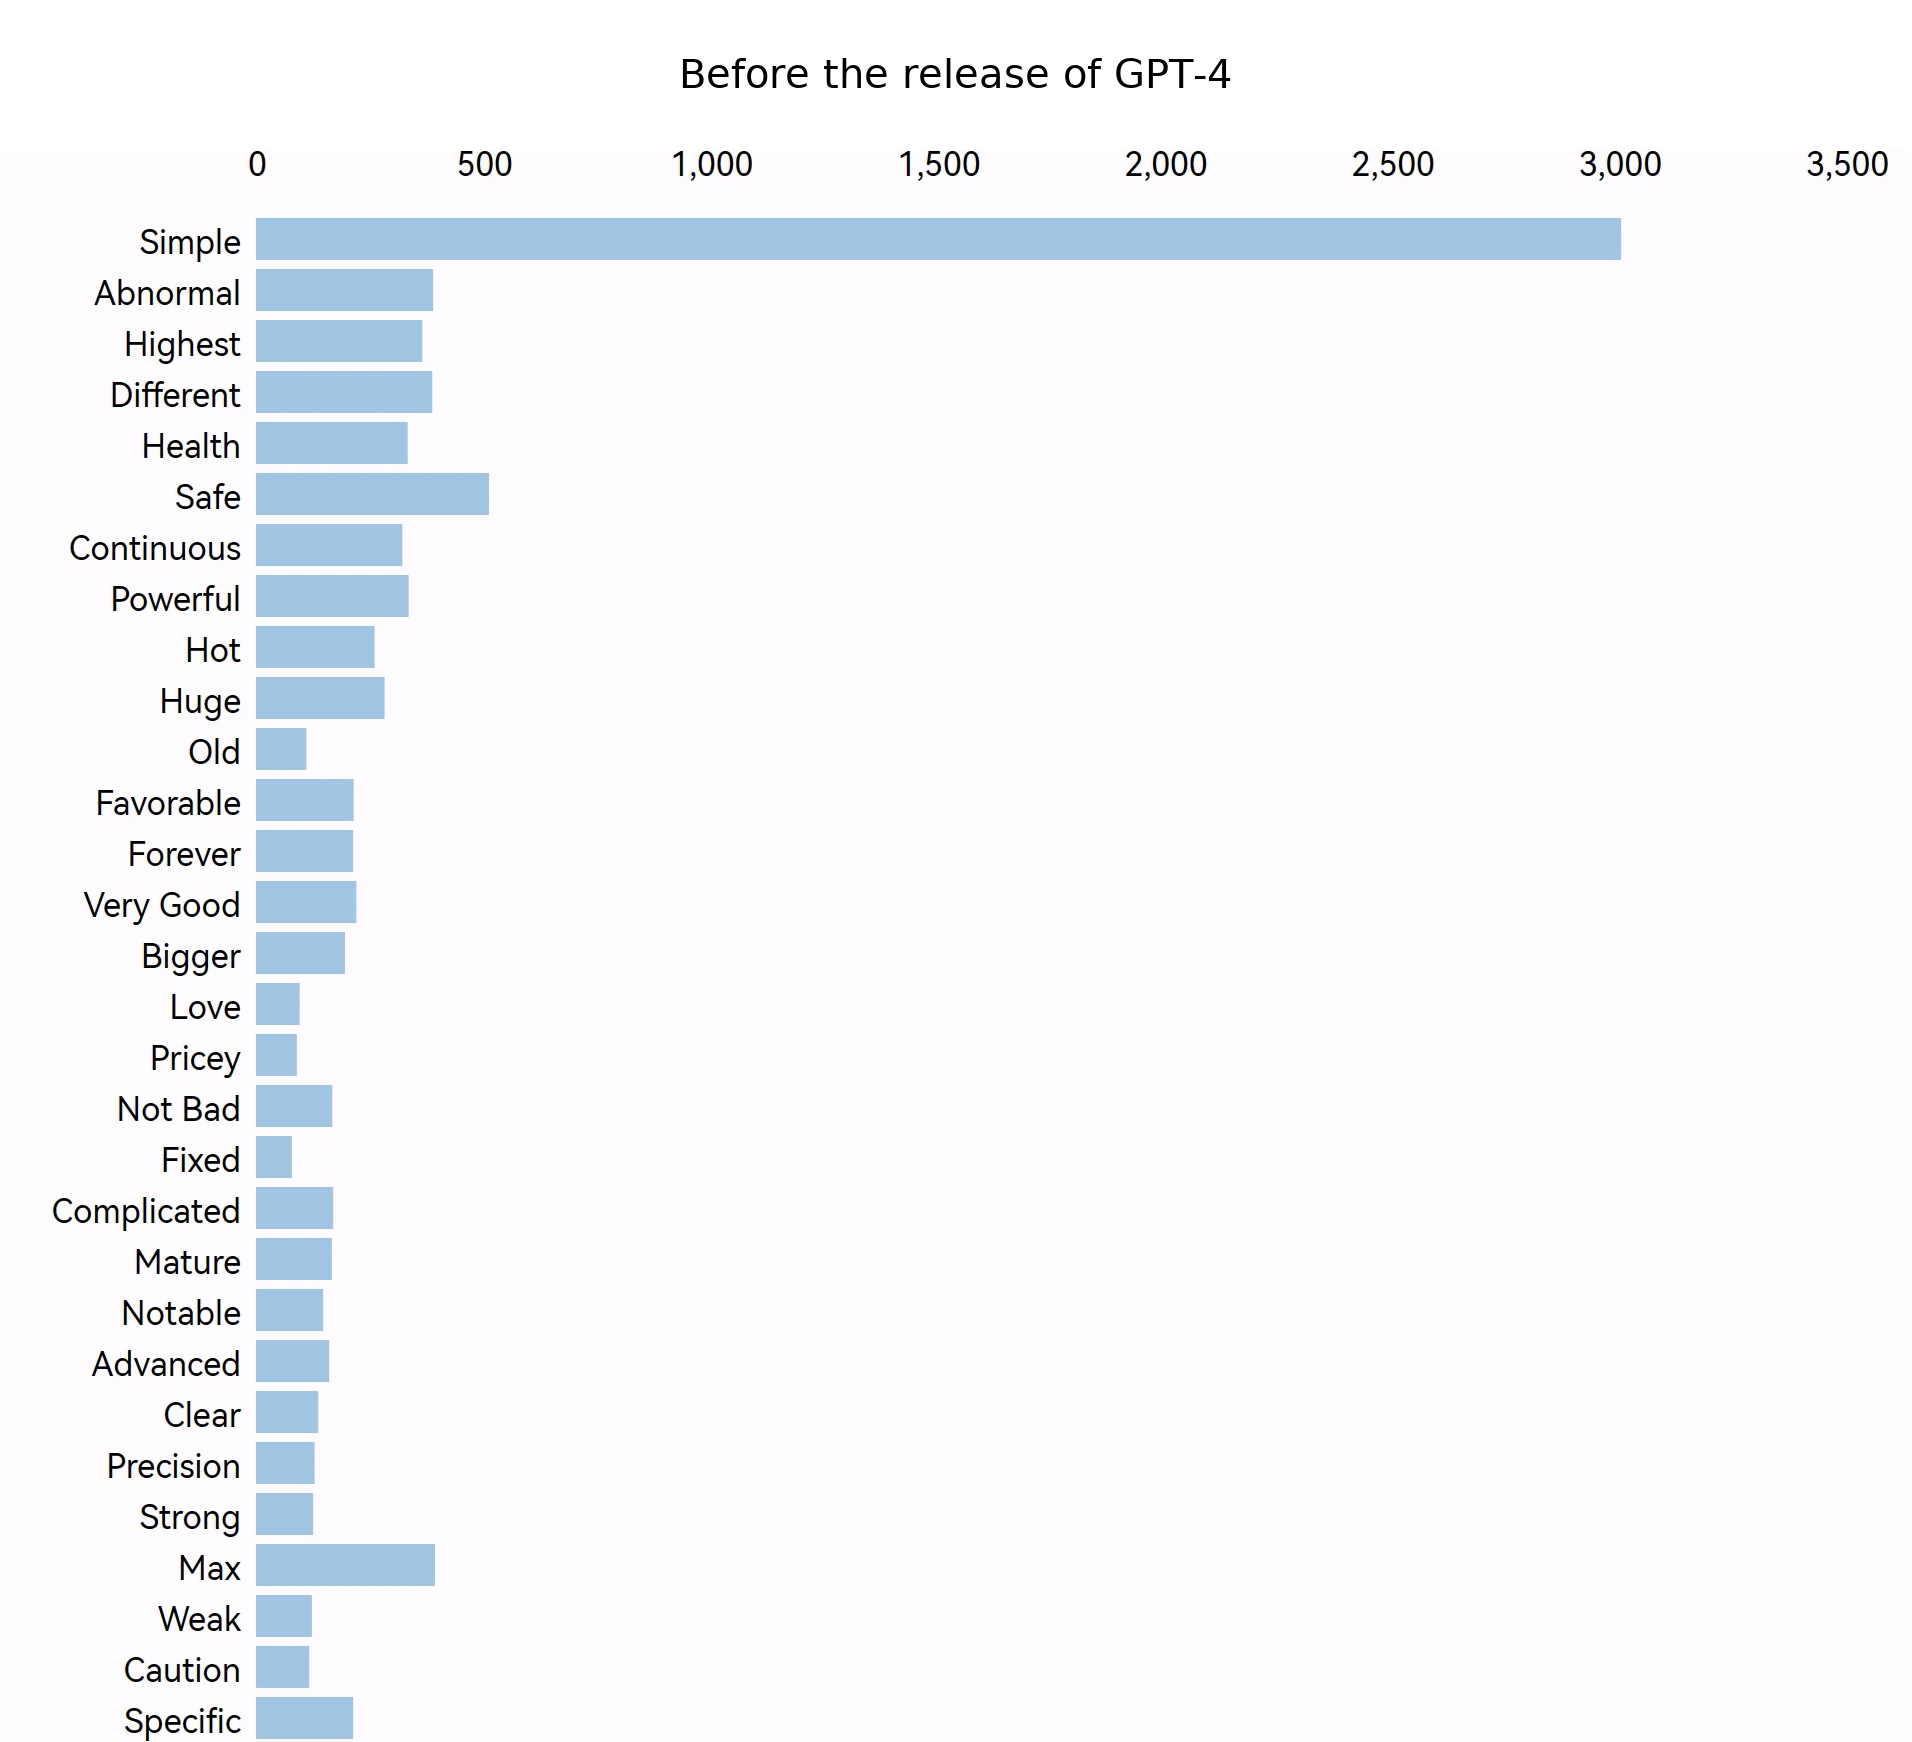 Before the release of GPT-4
0 500 1,000 1,500 2,000 2,500 3,000 3,500
Simple
Abnormal
Highest
Different
Health
Safe
Continuous
Powerful
Hot
Huge
Old
Favorable
Forever
Very Good
Bigger
Love
Pricey
Not Bad
Fixed
Complicated
Mature
Notable
Advanced
Clear
Precision
Strong
Max
Weak
Caution
Specific